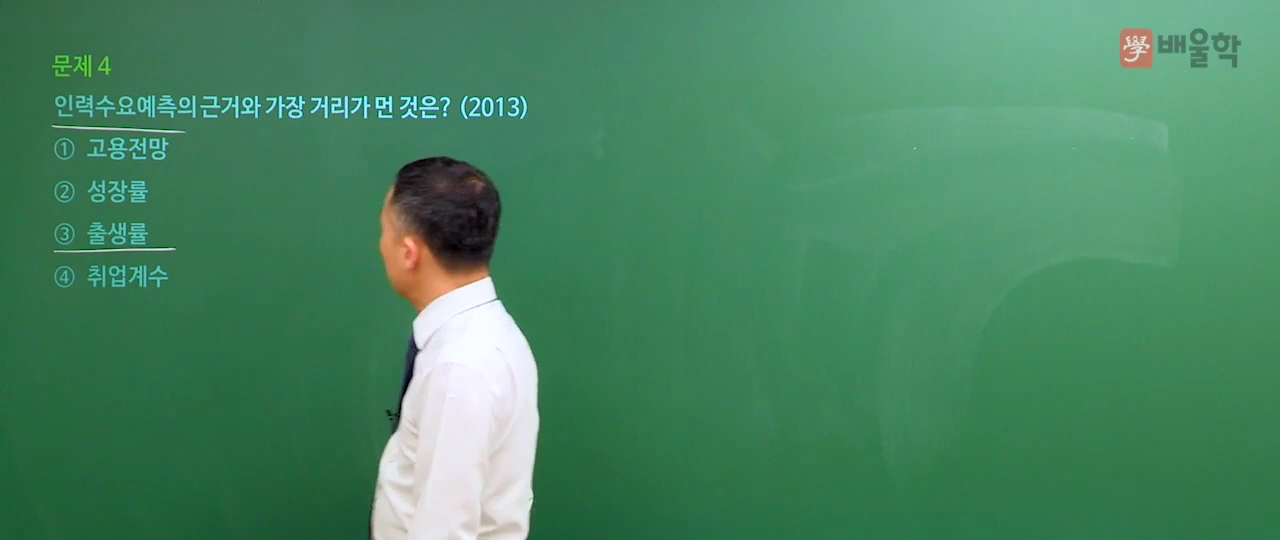 學 배울학
문제 4
인력수요예측의 근거와 가장 거리가 먼 것은? (2013)
① 고용전망
② 성장률
③ 출생률
④ 취업계수